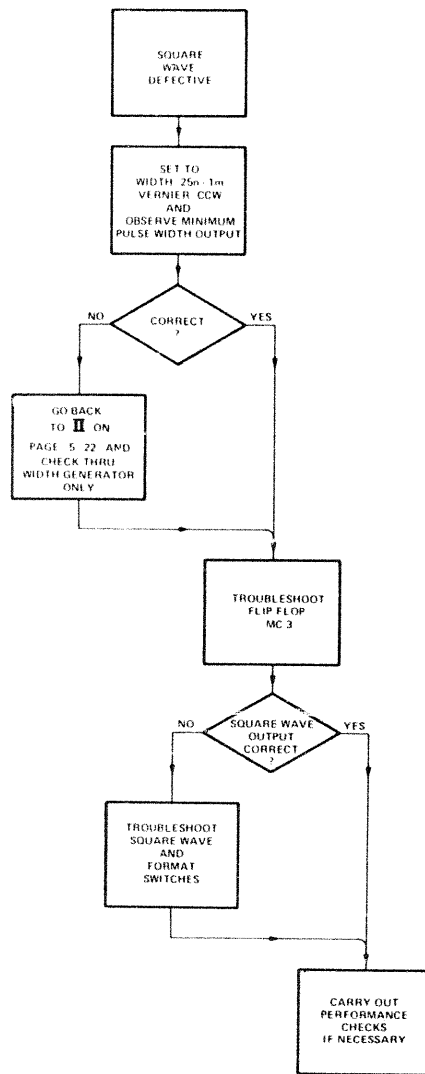 SQUARE
WAVE
DEFECTIVE
SET TO
WIDTH 25n - 1m
VERNIER CCW
AND
OBSERVE MINIMUM
PULSE WIDTH OUTPUT
NO
CORRECT
?
YES
GO BACK
TO II ON
PAGE 5 22 AND
CHECK THRU
WIDTH GENERATOR
ONLY
TROUBLESHOOT
FLIP FLOP
MC 3
NO
SQUARE WAVE
OUTPUT
CORRECT
?
YES
TROUBLESHOOT
SQUARE WAVE
AND
FORMAT
SWITCHES
CARRY OUT
PERFORMANCE
CHECKS
IF NECESSARY